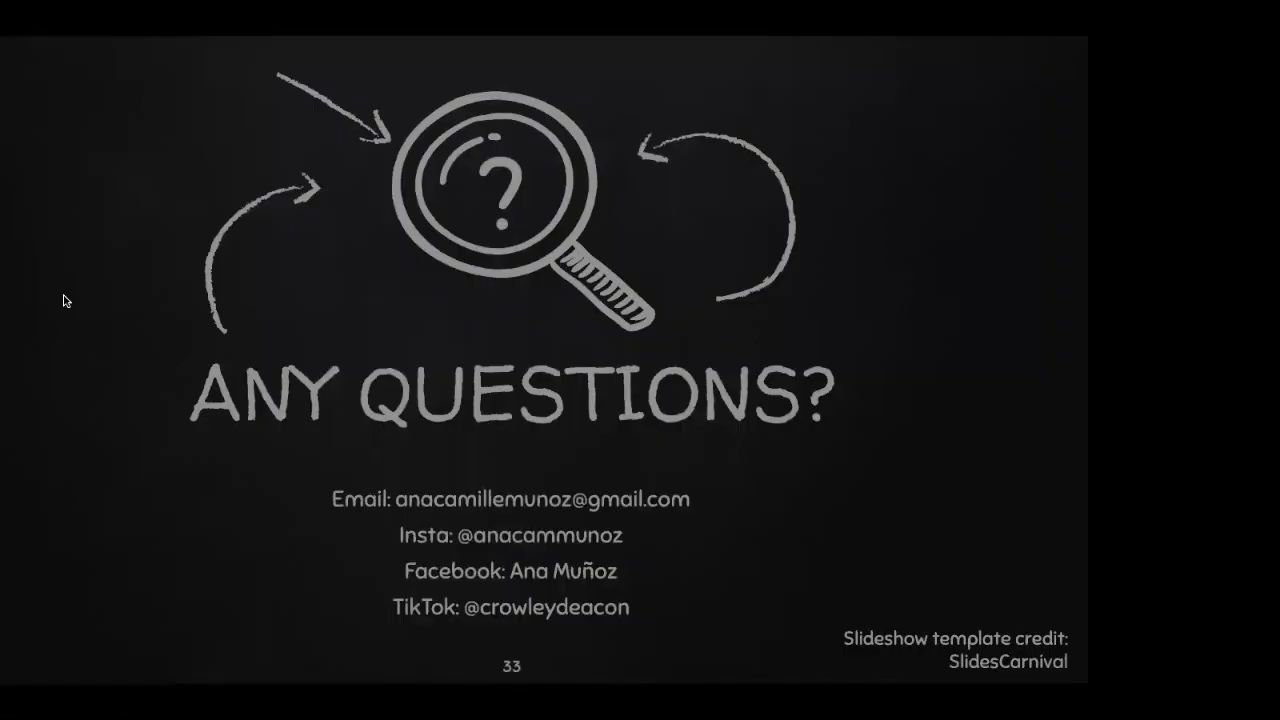 ?
ANY QUESTIONS?
Email: anacamillemunoz@gmail.com
Insta: @anacammunoz
Facebook: Ana Muñoz
TikTok: @crowleydeacon
Slideshow template credit:
SlidesCarnival
33